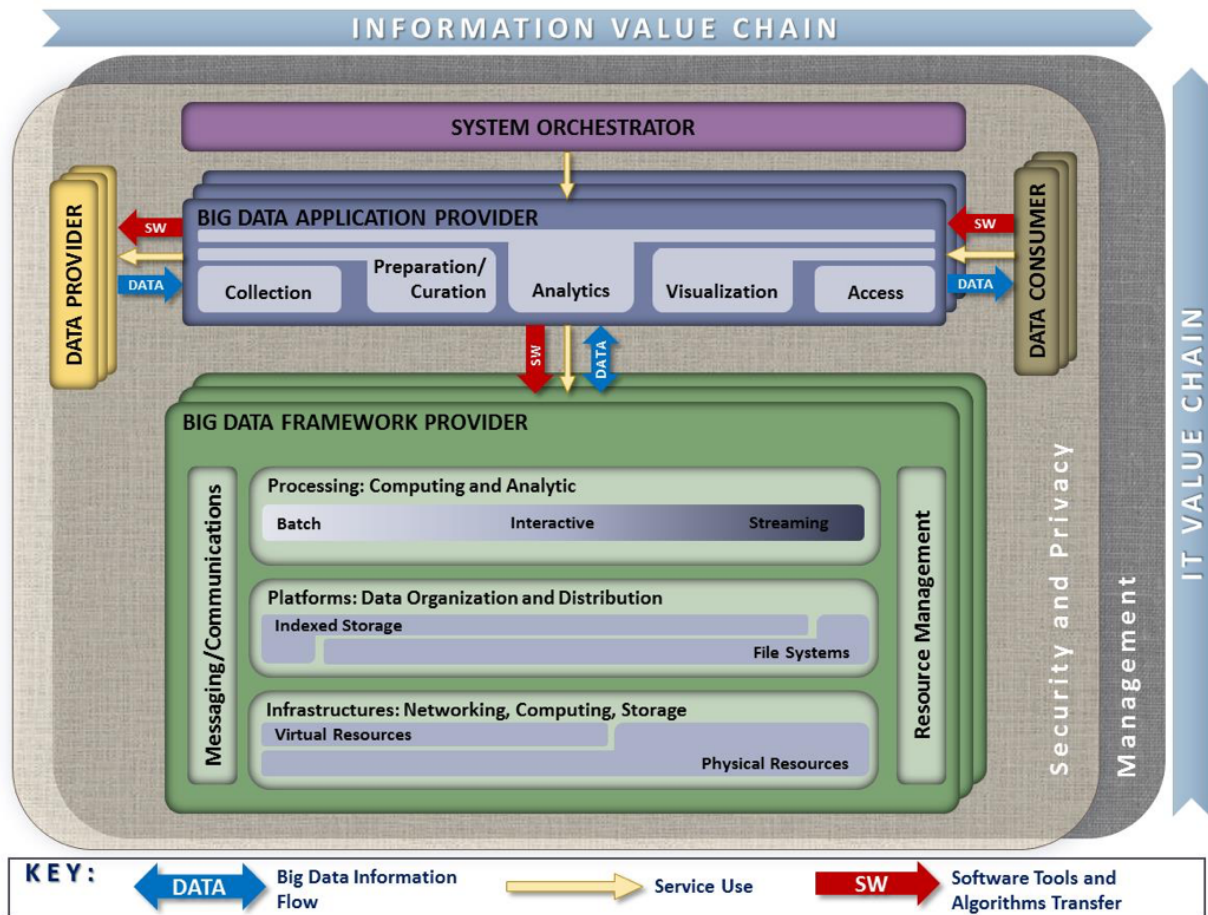 INFORMATION VALUE CHAIN
SYSTEM ORCHESTRATOR
DATA PROVIDER
SW
DATA
BIG DATA APPLICATION PROVIDER
Collection
Preparation/
Curation
Analytics
Visualization
Access
SW
DATA
DATA CONSUMER
SW
DATA
BIG DATA FRAMEWORK PROVIDER
Messaging/Communications
Processing: Computing and Analytic
Batch
Interactive
Streaming
Platforms: Data Organization and Distribution
Indexed Storage
File Systems
Infrastructures: Networking, Computing, Storage
Virtual Resources
Physical Resources
Resource Management
Security and Privacy
Management
IT VALUE CHAIN
KEY:
DATA
Big Data Information
Flow
Service Use
SW
Software Tools and
Algorithms Transfer